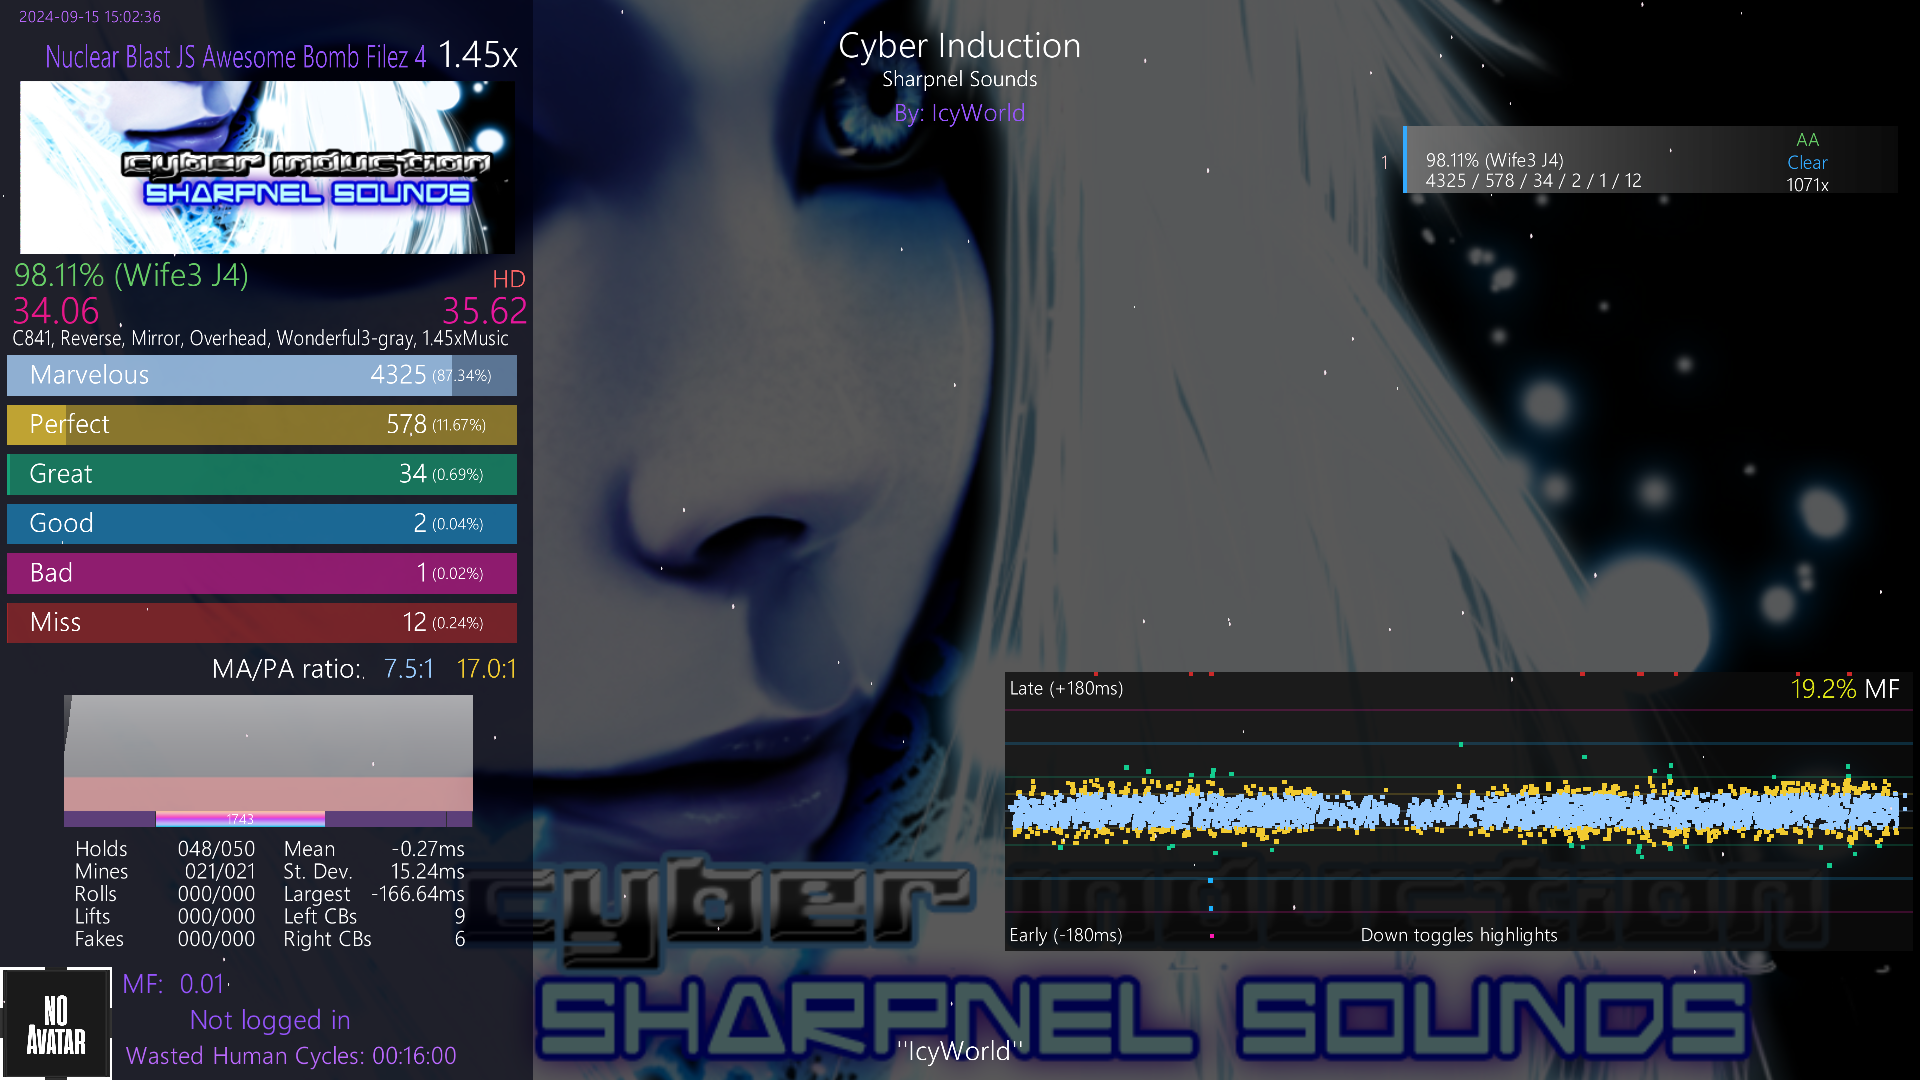 2024-09-15 15:02:36
Nuclear Blast JS Awesome Bomb Filez 4 1.45x
cyber induction
SHARPNEL SOUNDS
98.11% (Wife3 J4) HD
34.06 35.62
C841, Reverse, Mirror, Overhead, Wonderful3-gray, 1.45xMusic
Marvelous 4325 (87.34%)
Perfect 578 (11.67%)
Great 34 (0.69%)
Good 2 (0.04%)
Bad 1 (0.02%)
Miss 12 (0.24%)
MA/PA ratio: 7.5:1 17.0:1
1743
Holds 048/050 Mean -0.27ms
Mines 021/021 St. Dev. 15.24ms
Rolls 000/000 Largest -166.64ms
Lifts 000/000 Left CBs 9
Fakes 000/000 Right CBs 6
NO AVATAR
MF: 0.01
Not logged in
Wasted Human Cycles: 00:16:00
Cyber Induction
Sharpnel Sounds
By: IcyWorld
1
98.11% (Wife3 J4) AA
4325 / 578 / 34 / 2 / 1 / 12 Clear
1071x
Late (+180ms) 19.2% MF
Early (-180ms) Down toggles highlights
cyber induction
SHARPNEL SOUNDS
"IcyWorld"